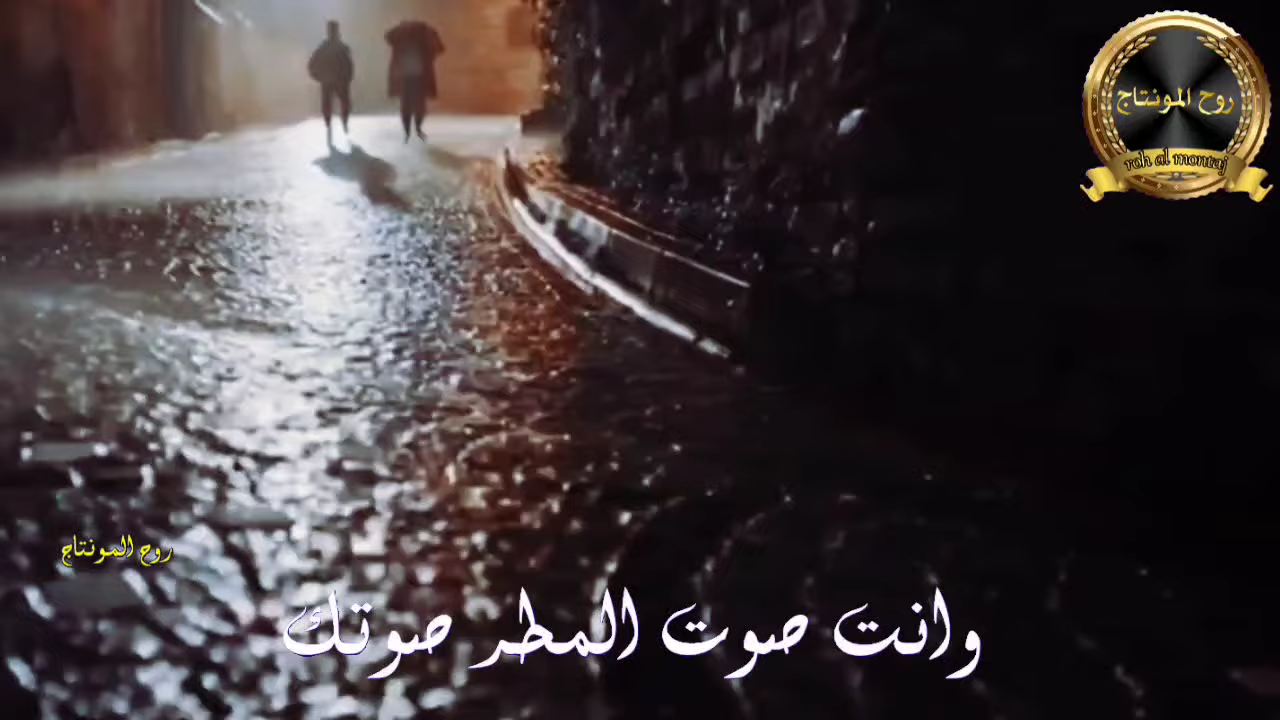 روح المونتاج
roh al montaj
روح المونتاج
وانت صوت المطر صوتك